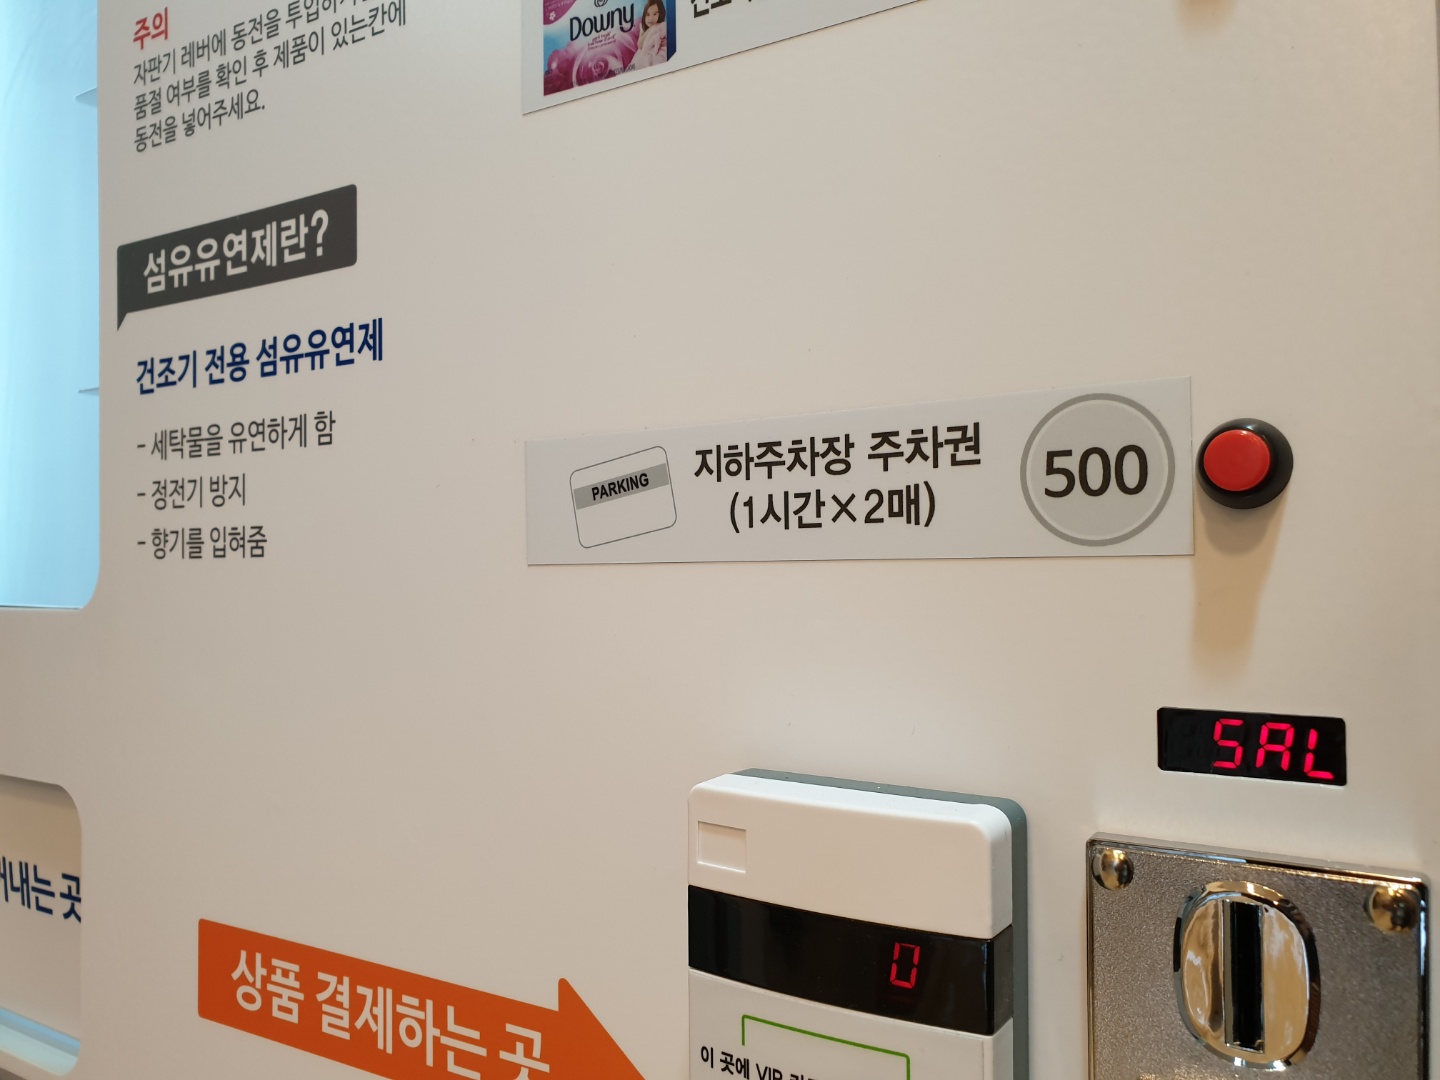 주의
자판기 레버에 동전을
품절 여부를 확인 후 제품이 있는칸에
동전을 넣어주세요.
Downy
섬유유연제란?
건조기 전용 섬유유연제
- 세탁물을 유연하게 함
- 정전기 방지
- 향기를 입혀줌
PARKING
지하주차장 주차권
(1시간×2매)
500
SAL
0
상품 결제하는 곳
이 곳에 VIP